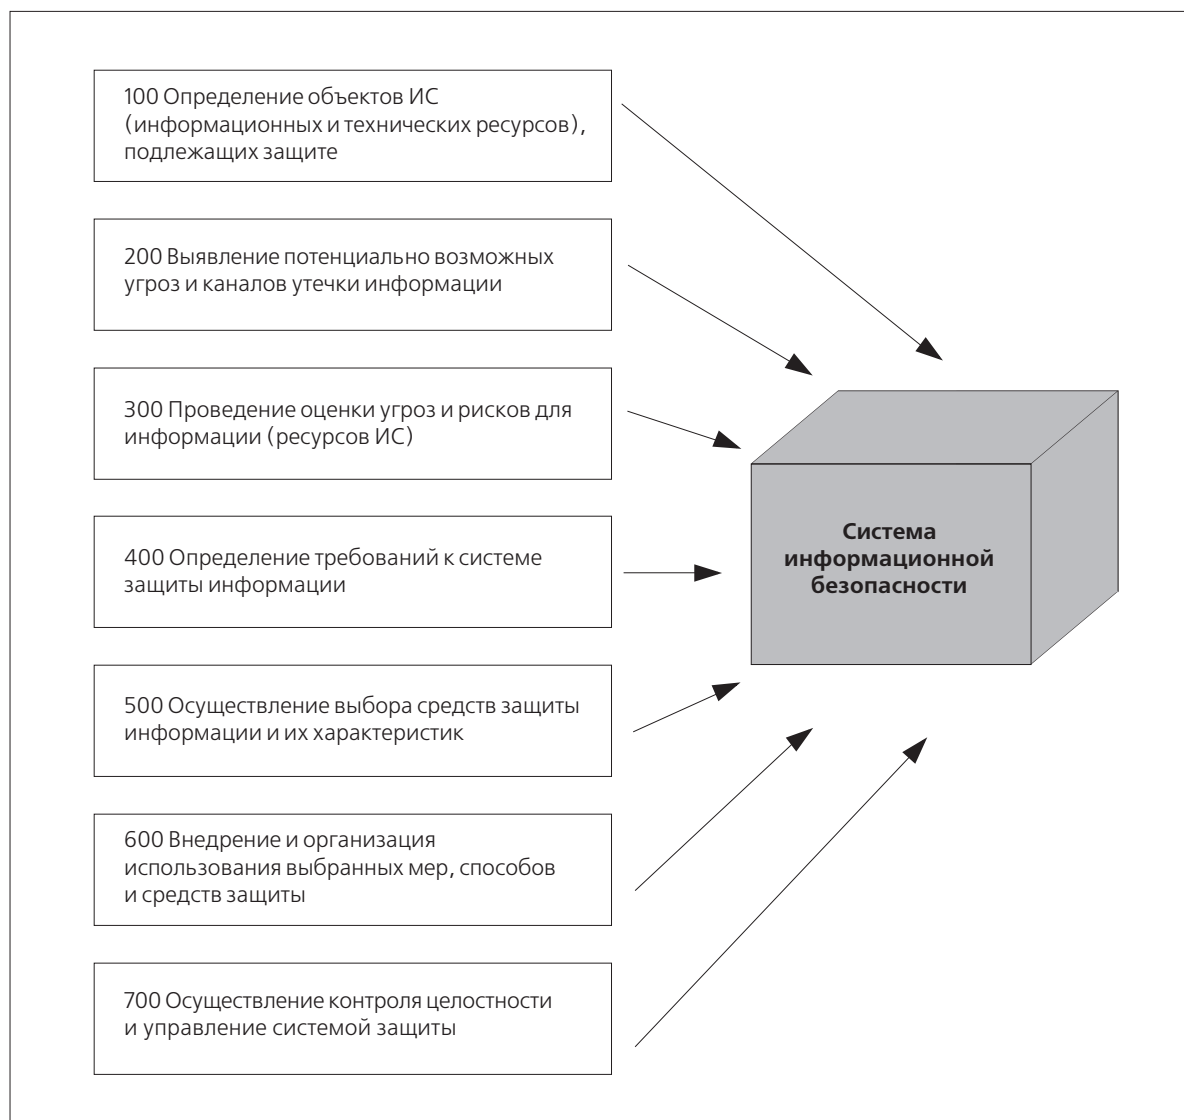 100 Определение объектов ИС
(информационных и технических ресурсов),
подлежащих защите
200 Выявление потенциально возможных
угроз и каналов утечки информации
300 Проведение оценки угроз и рисков для
информации (ресурсов ИС)
400 Определение требований к системе
защиты информации
500 Осуществление выбора средств защиты
информации и их характеристик
600 Внедрение и организация
использования выбранных мер, способов
и средств защиты
700 Осуществление контроля целостности
и управление системой защиты
Система
информационной
безопасности